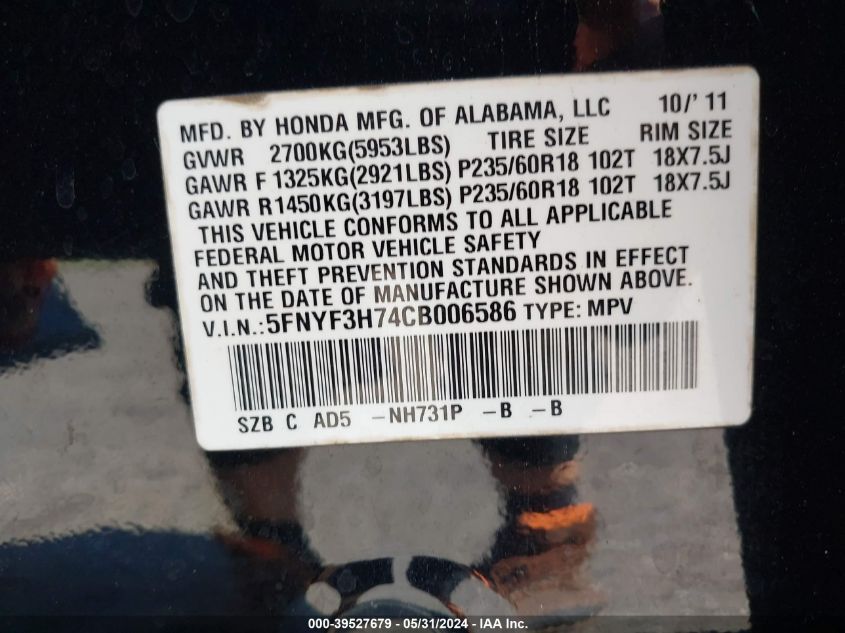 MFD. BY HONDA MFG. OF ALABAMA, LLC 10/'11
GVWR 2700KG(5953LBS) TIRE SIZE RIM SIZE
GAWR F 1325KG(2921LBS) P235/60R18 102T 18X7.5J
GAWR R1450KG(3197LBS) P235/60R18 102T 18X7.5J
THIS VEHICLE CONFORMS TO ALL APPLICABLE
FEDERAL MOTOR VEHICLE SAFETY
AND THEFT PREVENTION STANDARDS IN EFFECT
ON THE DATE OF MANUFACTURE SHOWN ABOVE.
V.I.N.:5FNYF3H74CB006586 TYPE: MPV
SZB C AD5 -NH731P -B -B
000-39527679 - 05/31/2024 - IAA Inc.